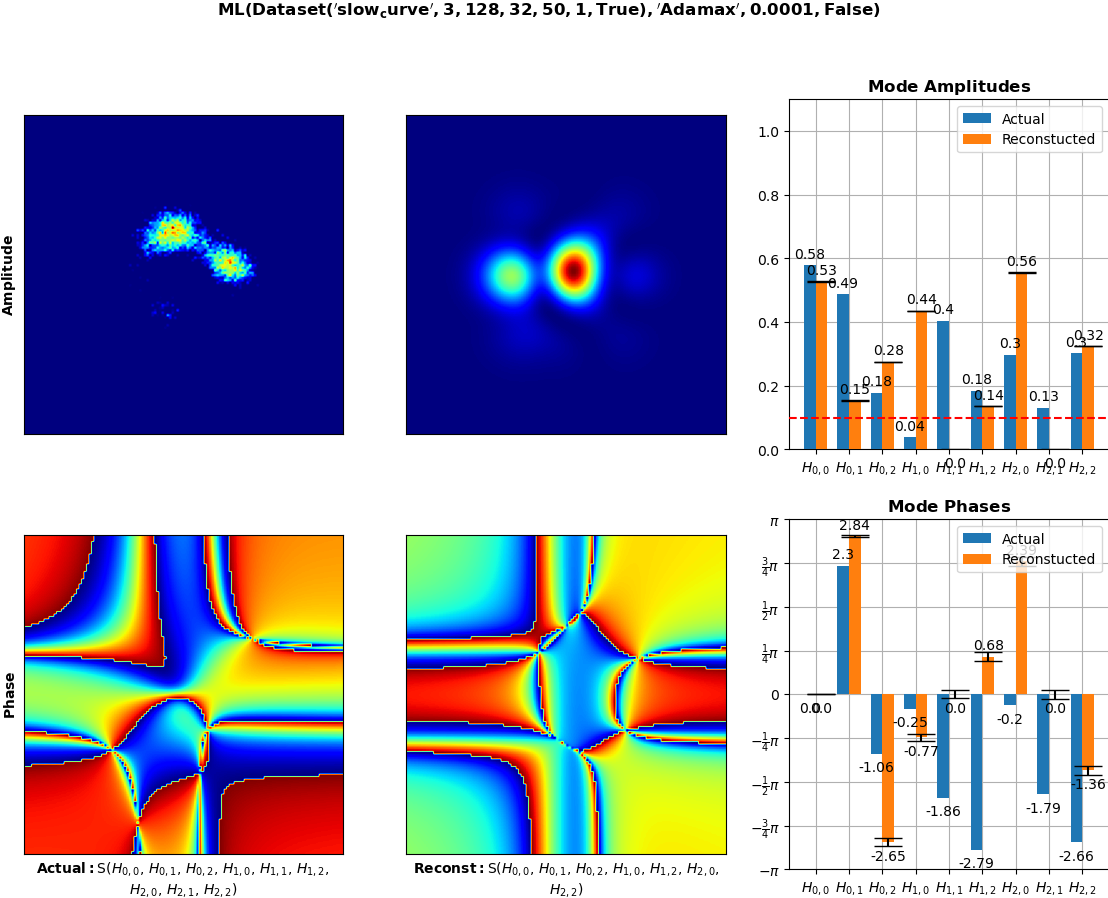 ML(Dataset('slow_curve', 3, 128, 32, 50, 1, True), 'Adamax', 0.0001, False)
Amplitude
Mode Amplitudes
Actual
Reconstucted
1.0
0.8
0.6
0.4
0.2
0.0
0.58
0.53
0.49
0.15
0.18
0.28
0.04
0.44
0.4
0.0
0.18
0.14
0.3
0.56
0.13
0.0
0.3
0.32
H0,0 H0,1 H0,2 H1,0 H1,1 H1,2 H2,0 H2,1 H2,2
Phase
Actual: S(H0,0, H0,1, H0,2, H1,0, H1,1, H1,2,
H2,0, H2,1, H2,2)
Reconst: S(H0,0, H0,1, H0,2, H1,0, H1,2, H2,0,
H2,2)
Mode Phases
Actual
Reconstucted
π
3/4π
1/2π
1/4π
0
−1/4π
−1/2π
−3/4π
−π
0.0
0.0
2.3
2.84
-1.06
-2.65
-0.25
-0.77
-1.86
0.0
-2.79
0.68
-0.2
2.39
-1.79
0.0
-2.66
-1.36
H0,0 H0,1 H0,2 H1,0 H1,1 H1,2 H2,0 H2,1 H2,2